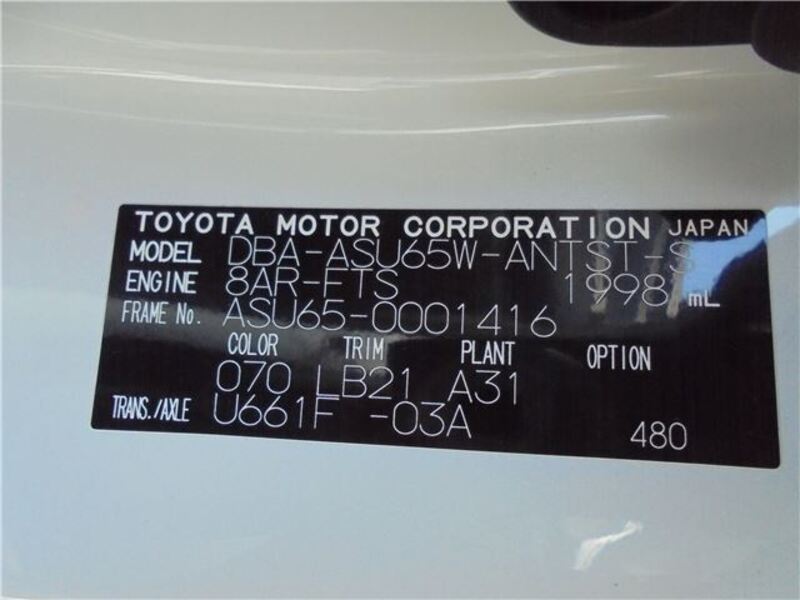 TOYOTA MOTOR CORPORATION JAPAN
MODEL DBA-ASU65W-ANTST-S
ENGINE 8AR-FTS 1998 mL
FRAME No. ASU65-0001416
COLOR TRIM PLANT OPTION
070 LB21 A31
TRANS./AXLE U661F -03A
480